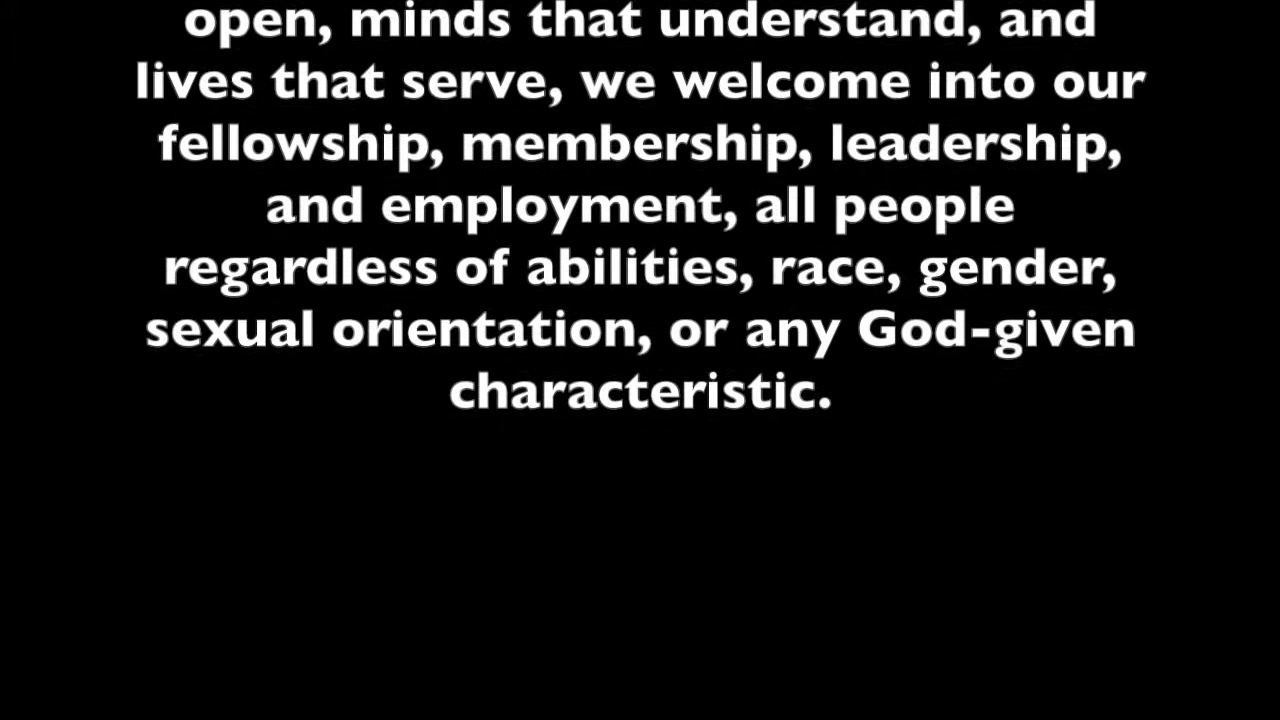 open, minds that understand, and
lives that serve, we welcome into our
fellowship, membership, leadership,
and employment, all people
regardless of abilities, race, gender,
sexual orientation, or any God-given
characteristic.